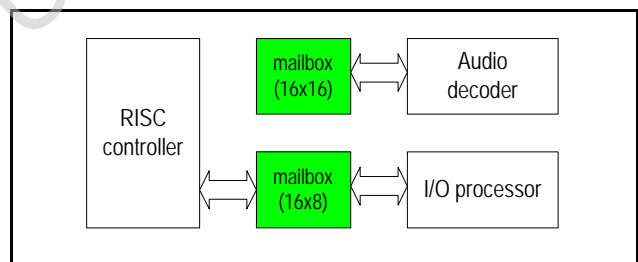 mailbox
(16x16)
Audio
decoder
RISC
controller
mailbox
(16x8)
I/O processor